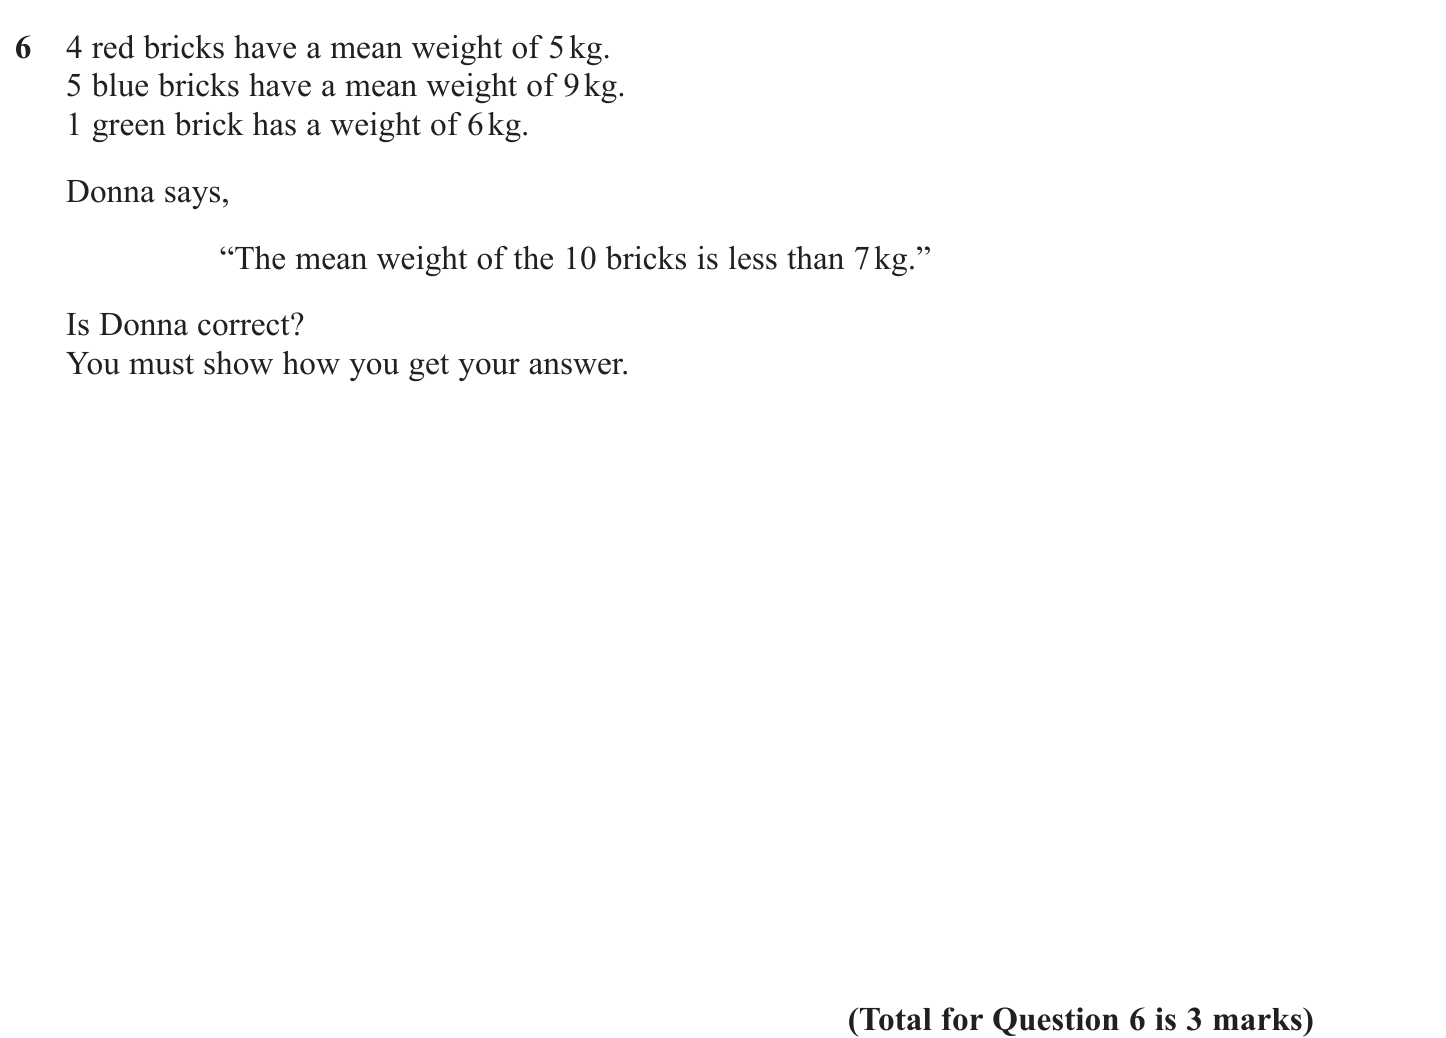 6 4 red bricks have a mean weight of 5 kg.
5 blue bricks have a mean weight of 9 kg.
1 green brick has a weight of 6 kg.
Donna says,
“The mean weight of the 10 bricks is less than 7 kg.”
Is Donna correct?
You must show how you get your answer.
(Total for Question 6 is 3 marks)